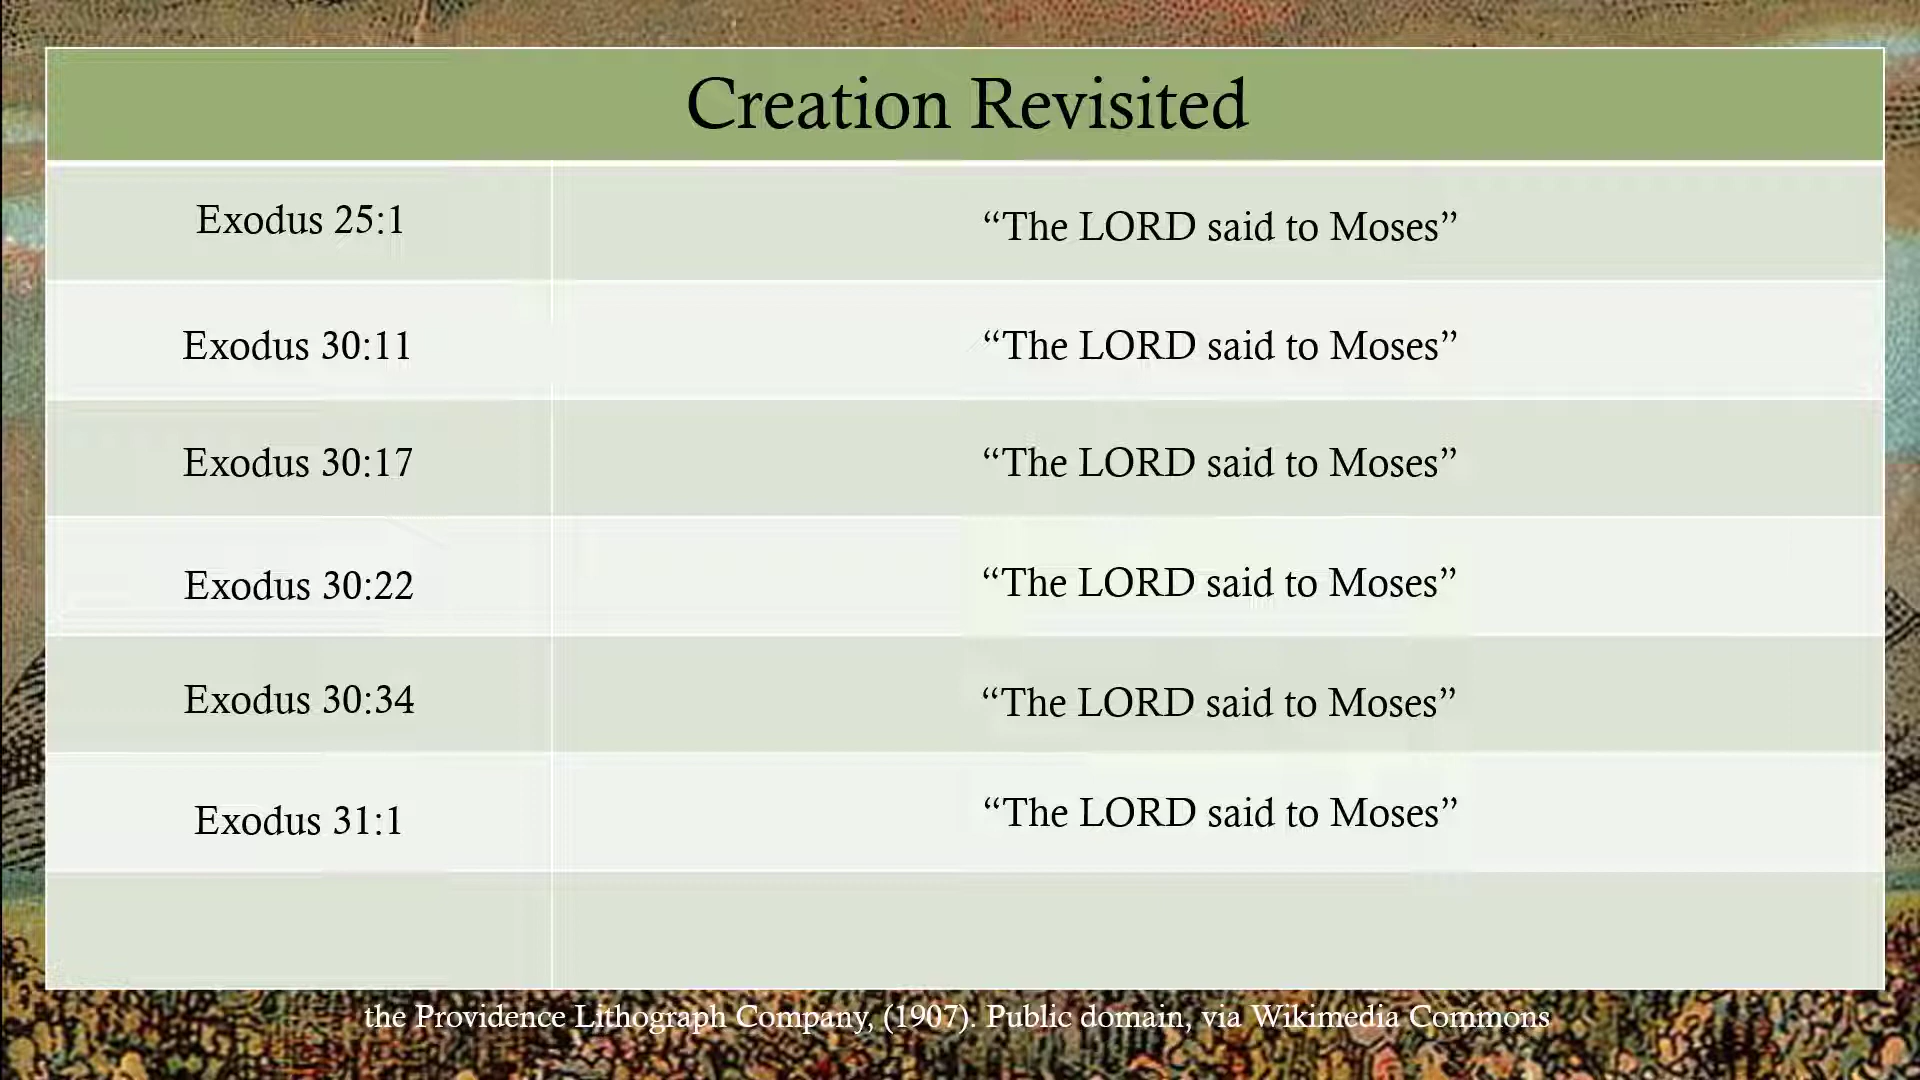 Creation Revisited
Exodus 25:1
“The LORD said to Moses”
Exodus 30:11
“The LORD said to Moses”
Exodus 30:17
“The LORD said to Moses”
Exodus 30:22
“The LORD said to Moses”
Exodus 30:34
“The LORD said to Moses”
Exodus 31:1
“The LORD said to Moses”
the Providence Lithograph Company, (1907). Public domain, via Wikimedia Commons